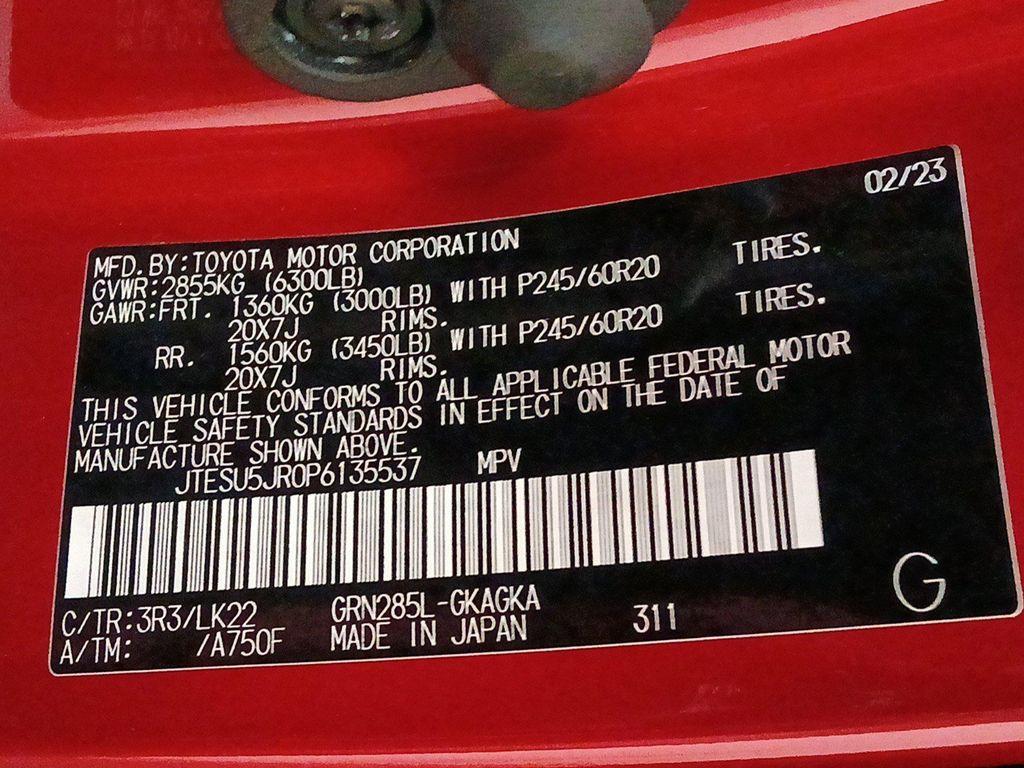 02/23
MFD.BY:TOYOTA MOTOR CORPORATION
GVWR:2855KG (6300LB)
GAWR:FRT. 1360KG (3000LB) WITH P245/60R20 TIRES.
20X7J RIMS.
RR. 1560KG (3450LB) WITH P245/60R20 TIRES.
20X7J RIMS.
THIS VEHICLE CONFORMS TO ALL APPLICABLE FEDERAL MOTOR
VEHICLE SAFETY STANDARDS IN EFFECT ON THE DATE OF
MANUFACTURE SHOWN ABOVE.
JTESU5JR0P6135537 MPV
C/TR:3R3/LK22 GRN285L-GKAGKA
A/TM: /A750F MADE IN JAPAN 311
G